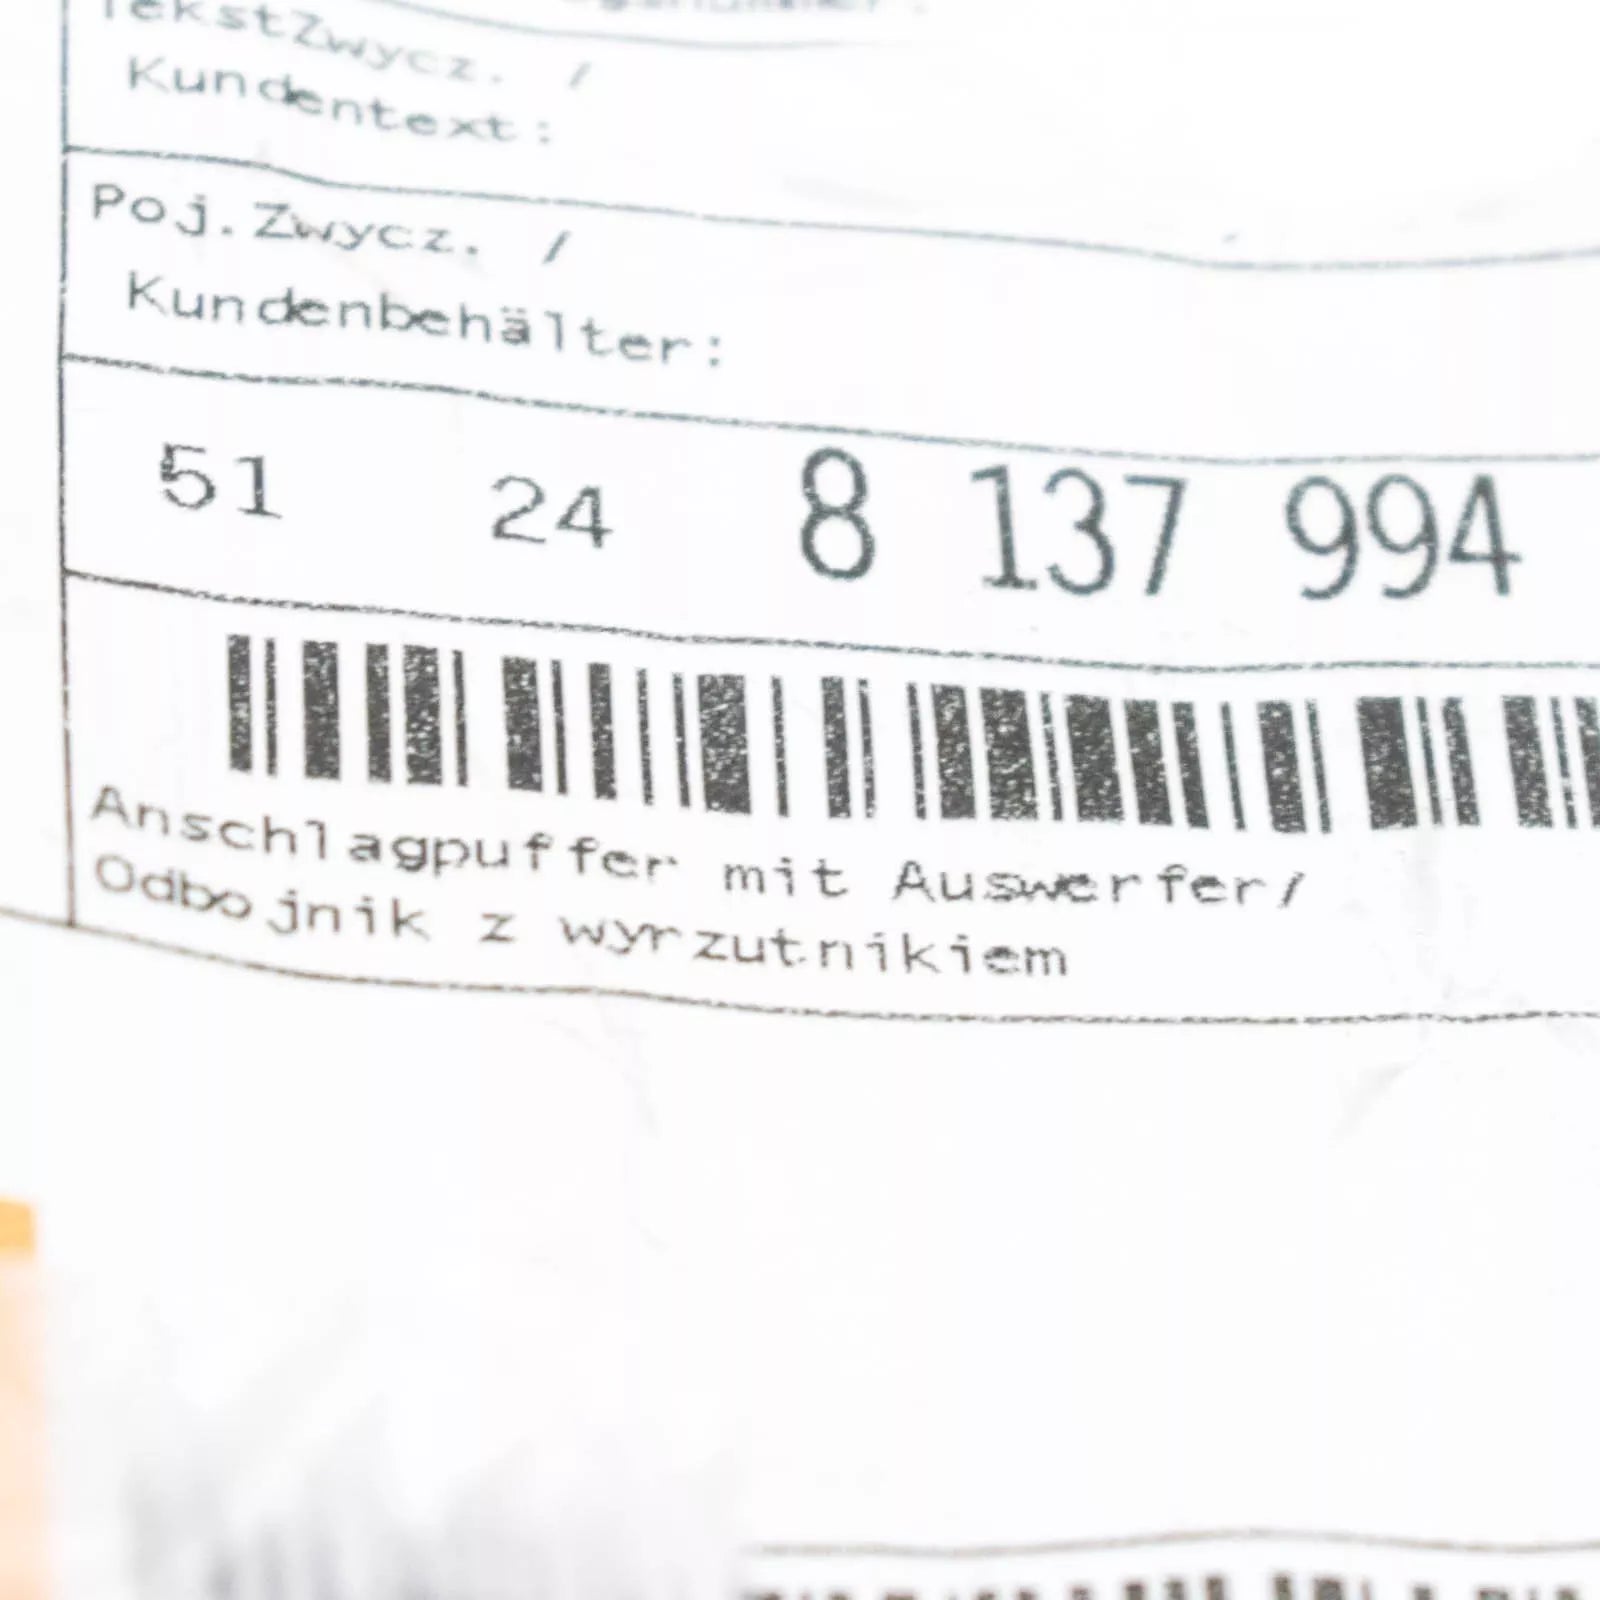 TekstZwycz. /
Kundentext:
Poj.Zwycz. /
Kundenbehälter:
51 24 8 137 994
Anschlagpuffer mit Auswerfer/
Odbojnik z wyrzutnikiem